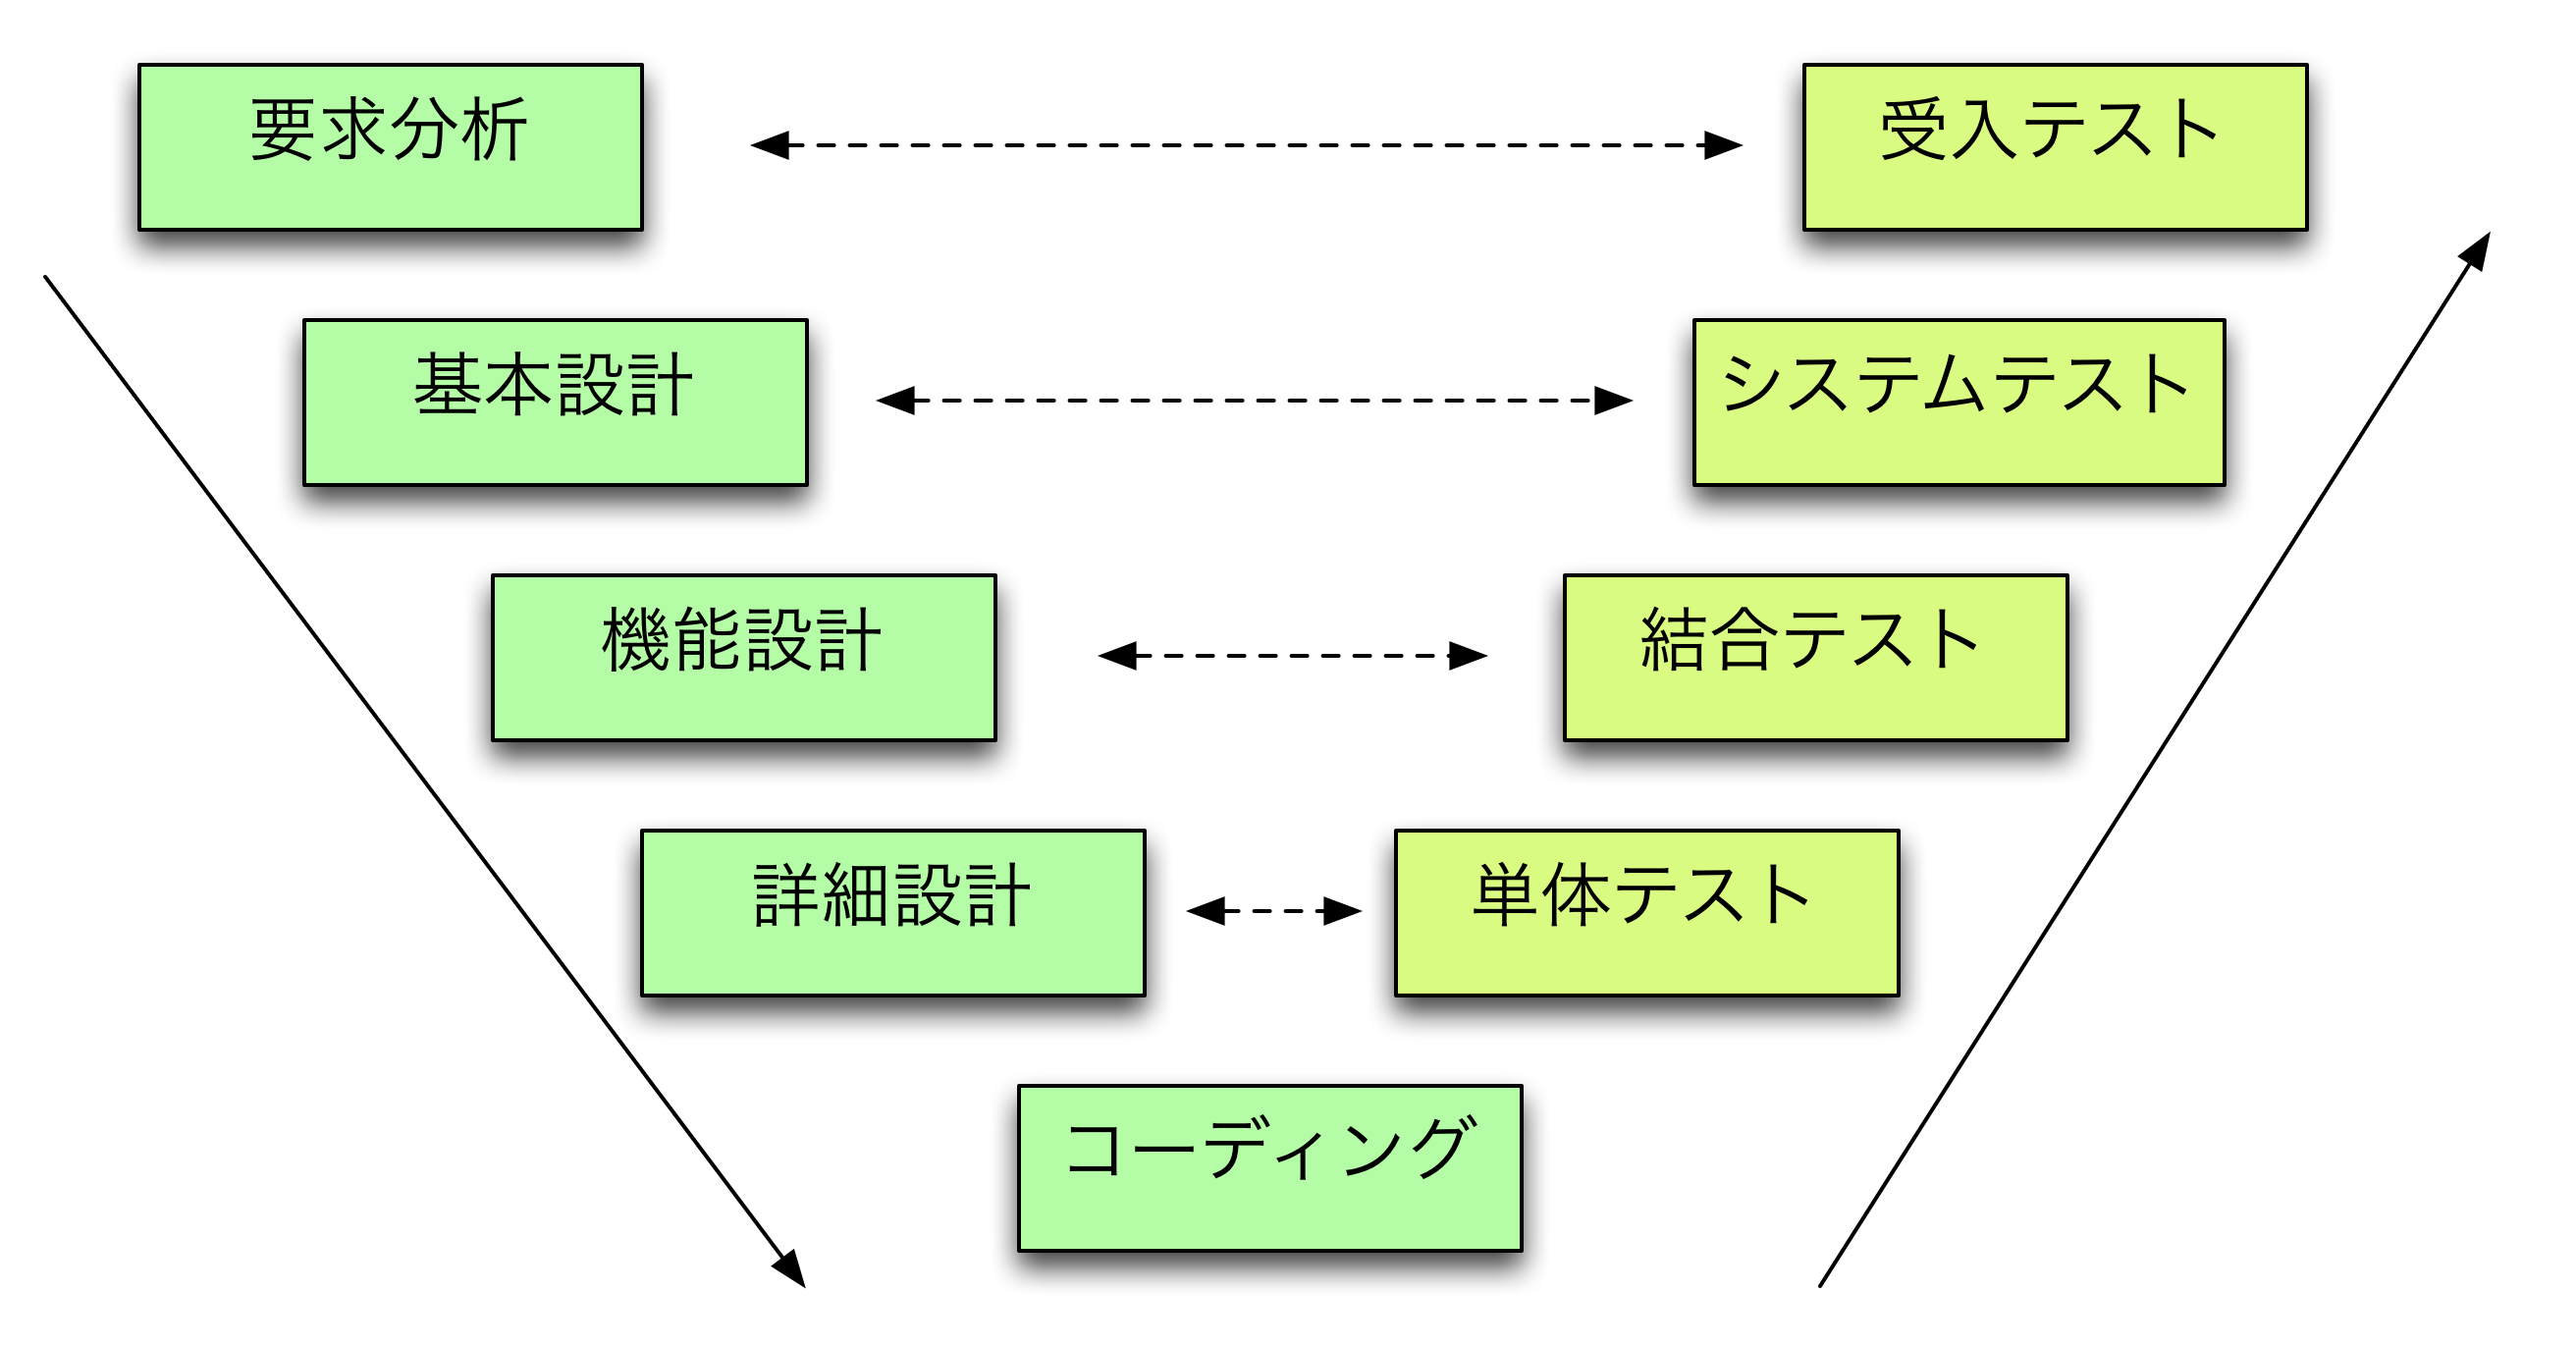 要求分析
受入テスト
基本設計
システムテスト
機能設計
結合テスト
詳細設計
単体テスト
コーディング